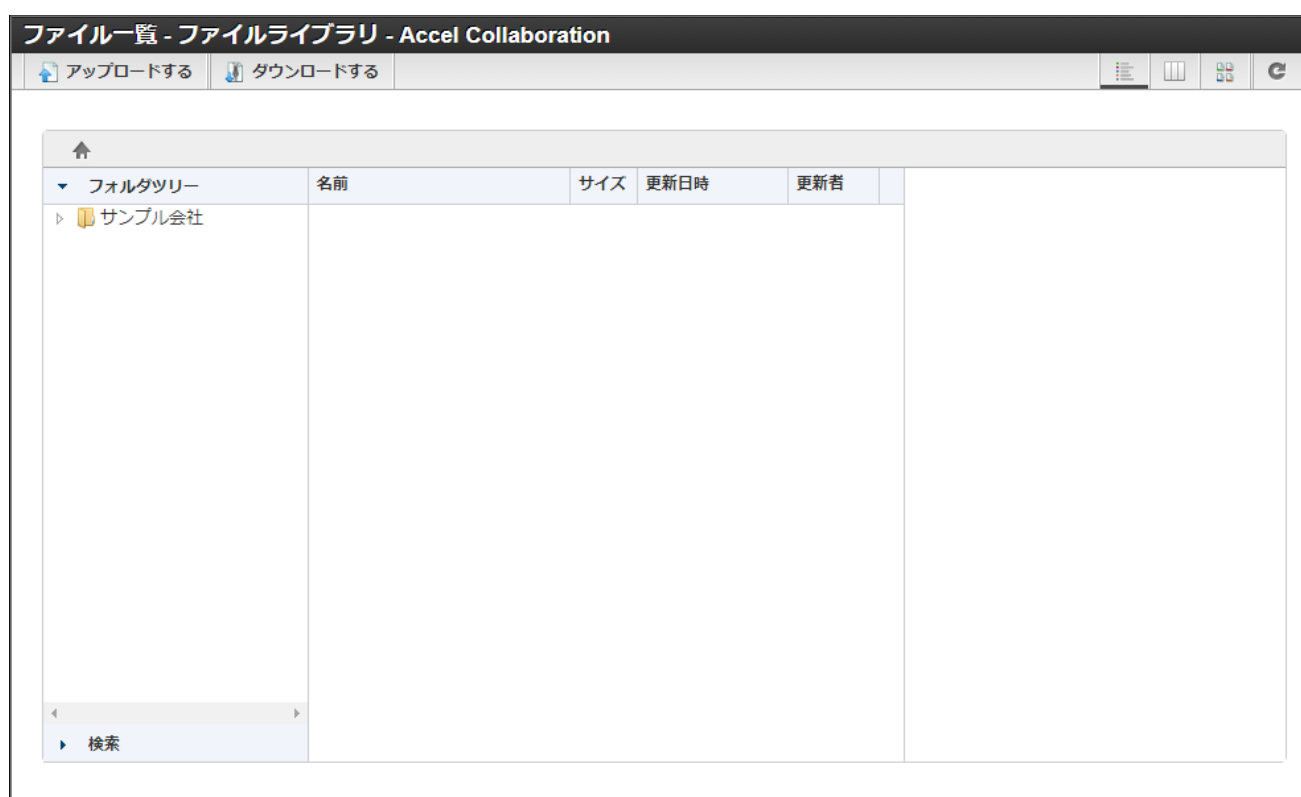 ファイル一覧 - ファイルライブラリ - Accel Collaboration
アップロードする ダウンロードする
フォルダツリー 名前 サイズ 更新日時 更新者
サンプル会社
検索